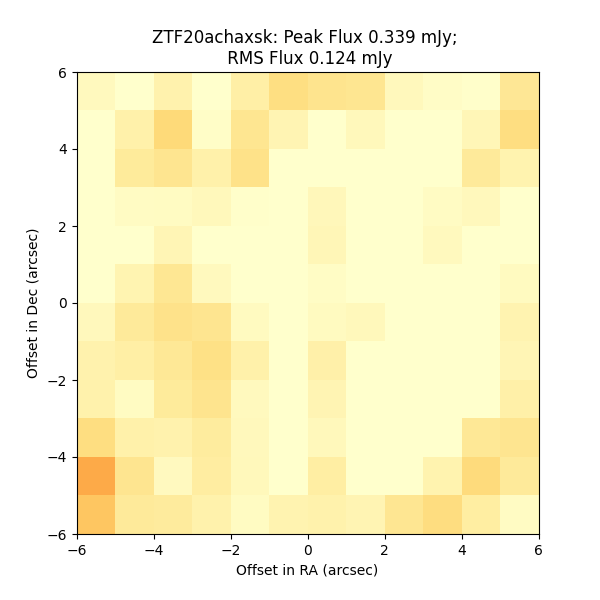 ZTF20achaxsk: Peak Flux 0.339 mJy;
RMS Flux 0.124 mJy
6
4
2
0
−2
−4
−6
Offset in Dec (arcsec)
−6 −4 −2 0 2 4 6
Offset in RA (arcsec)